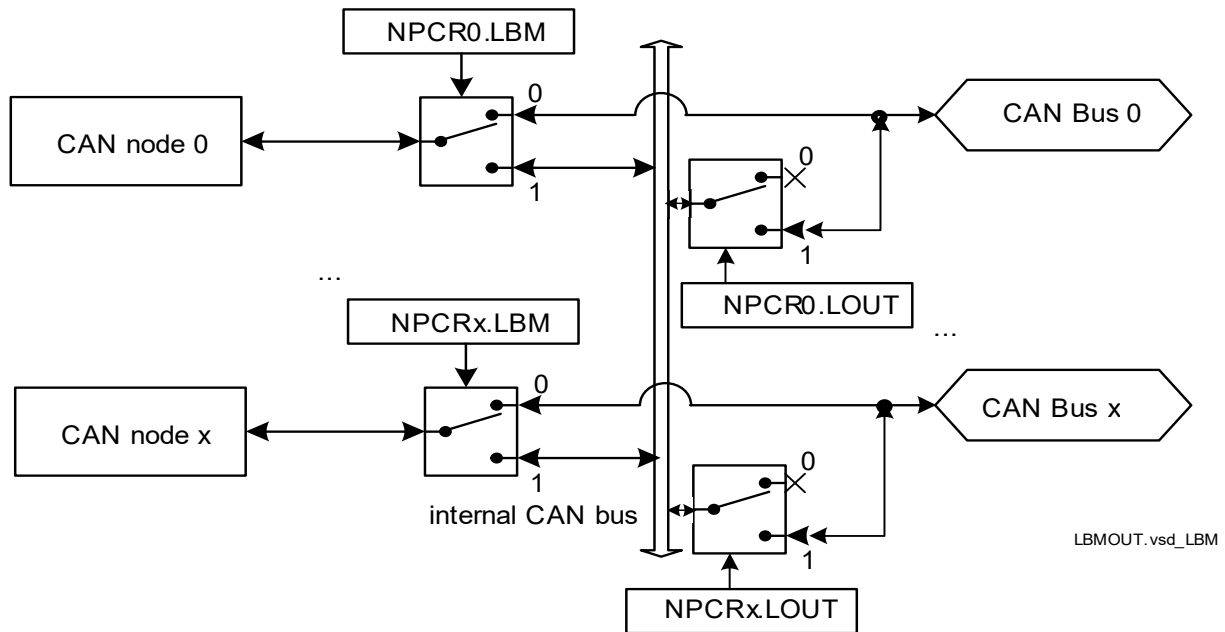 NPCR0.LBM
0
CAN node 0
CAN Bus 0
1
0
1
...
NPCR0.LOUT
NPCRx.LBM
...
0
CAN node x
CAN Bus x
1
0
internal CAN bus
1
LBMOUT.vsd_LBM
NPCRx.LOUT